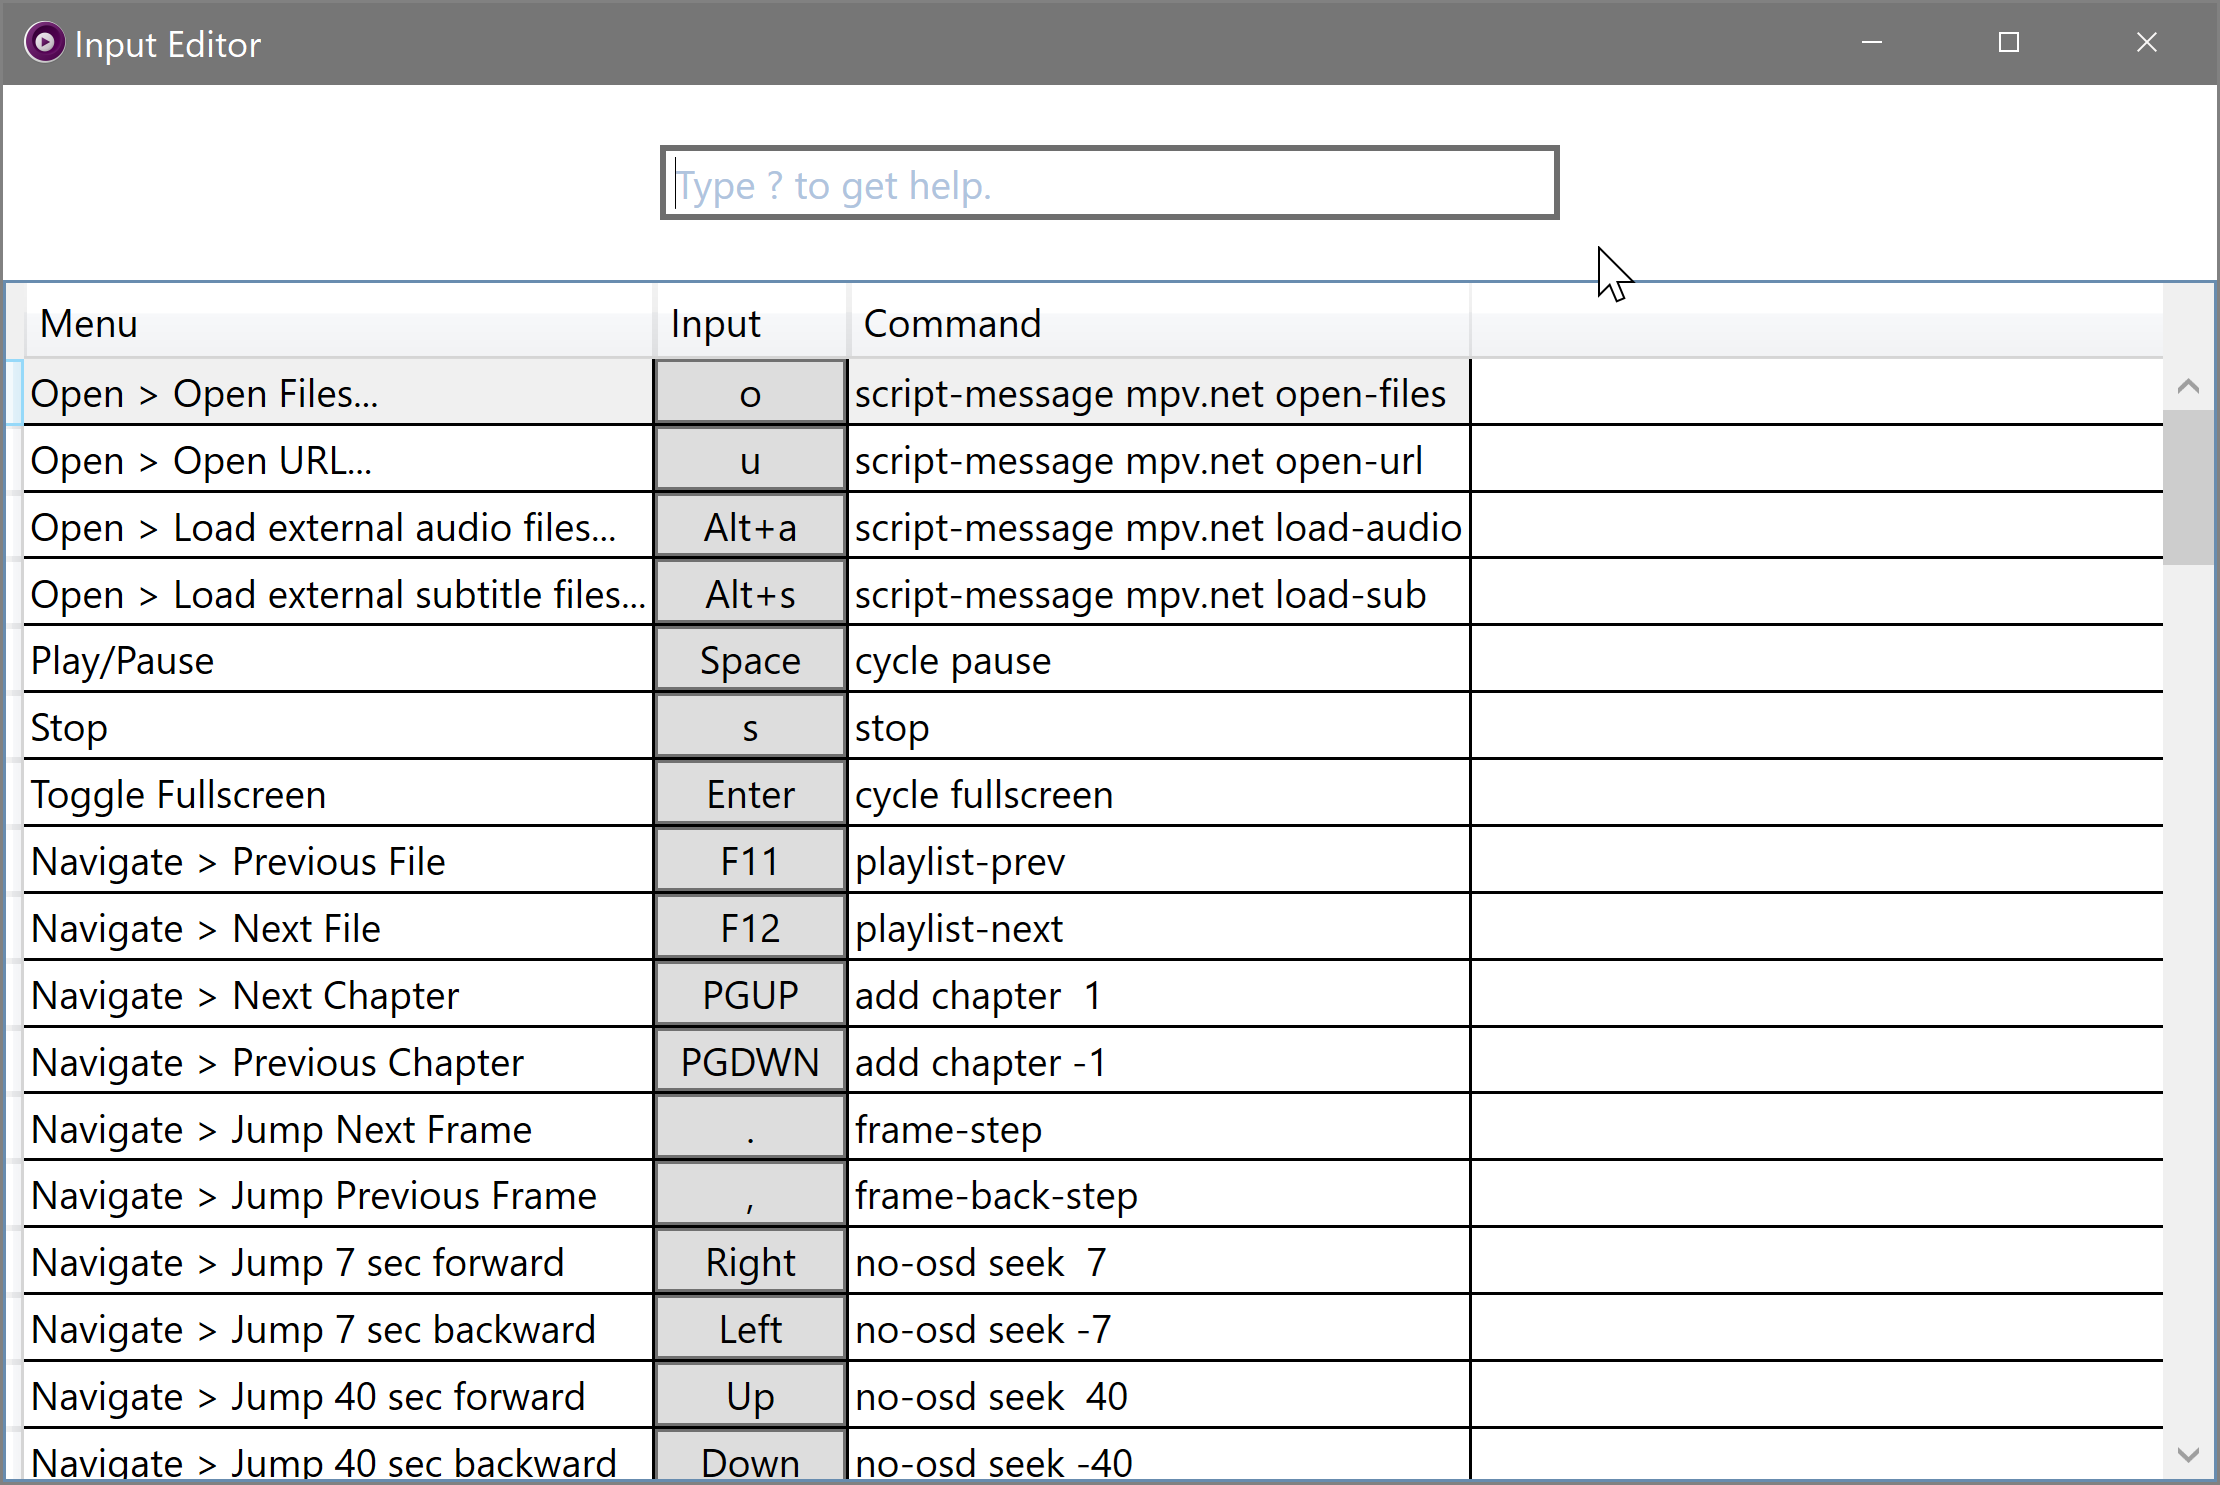 Input Editor
Type ? to get help.
Menu Input Command
Open > Open Files... o script-message mpv.net open-files
Open > Open URL... u script-message mpv.net open-url
Open > Load external audio files... Alt+a script-message mpv.net load-audio
Open > Load external subtitle files... Alt+s script-message mpv.net load-sub
Play/Pause Space cycle pause
Stop s stop
Toggle Fullscreen Enter cycle fullscreen
Navigate > Previous File F11 playlist-prev
Navigate > Next File F12 playlist-next
Navigate > Next Chapter PGUP add chapter  1
Navigate > Previous Chapter PGDWN add chapter -1
Navigate > Jump Next Frame . frame-step
Navigate > Jump Previous Frame , frame-back-step
Navigate > Jump 7 sec forward Right no-osd seek  7
Navigate > Jump 7 sec backward Left no-osd seek -7
Navigate > Jump 40 sec forward Up no-osd seek  40
Navigate > Jump 40 sec backward Down no-osd seek -40